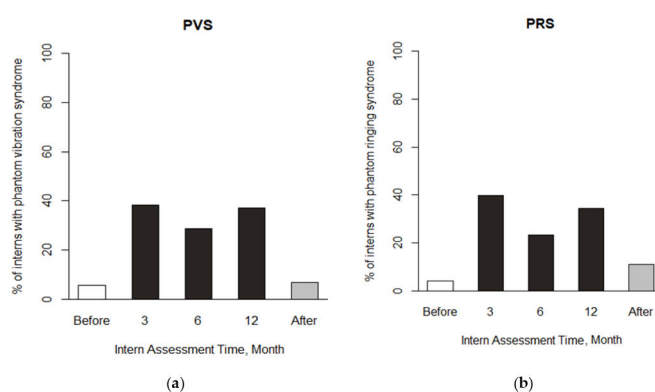 PVS
% of interns with phantom vibration syndrome
100
80
60
40
20
0
Before 3 6 12 After
Intern Assessment Time, Month
(a)
PRS
% of interns with phantom ringing syndrome
100
80
60
40
20
0
Before 3 6 12 After
Intern Assessment Time, Month
(b)